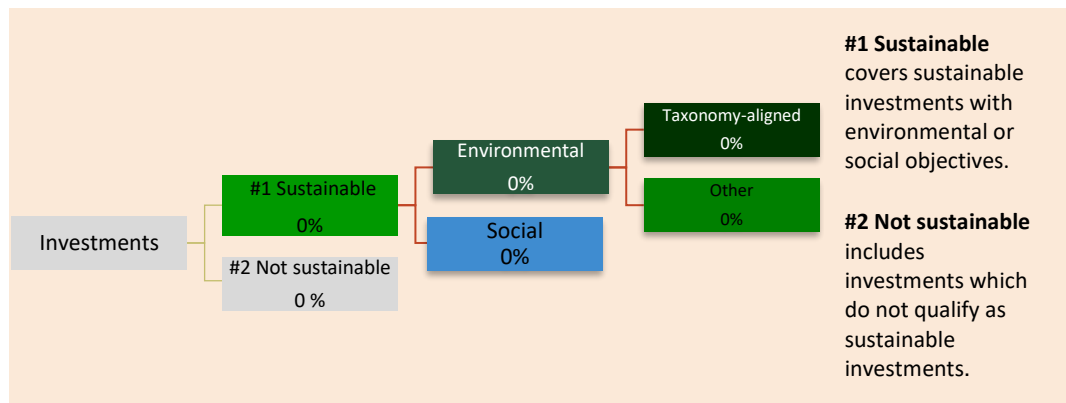 Investments
#1 Sustainable
0%
#2 Not sustainable
0 %
Environmental
0%
Social
0%
Taxonomy-aligned
0%
Other
0%
#1 Sustainable
covers sustainable
investments with
environmental or
social objectives.
#2 Not sustainable
includes
investments which
do not qualify as
sustainable
investments.